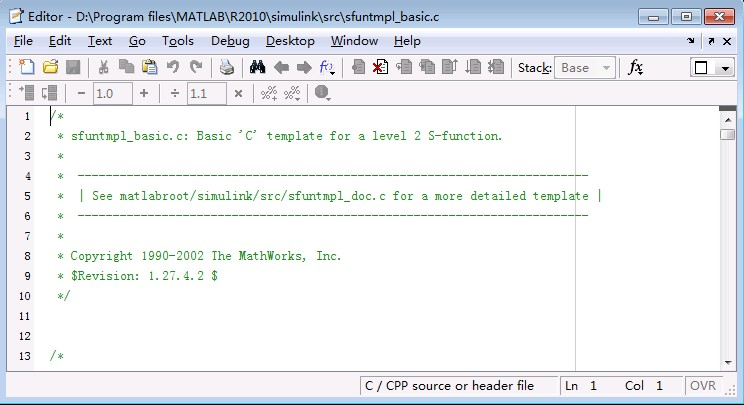 Editor - D:\Program files\MATLAB\R2010\simulink\src\sfuntmpl_basic.c
File Edit Text Go Tools Debug Desktop Window Help
Stack: Base fx
- 1.0 + ÷ 1.1 ×
1 /*
2 * sfuntmpl_basic.c: Basic 'C' template for a level 2 S-function.
3 *
4 * -------------------------------------------------------------------------
5 * | See matlabroot/simulink/src/sfuntmpl_doc.c for a more detailed template |
6 * -------------------------------------------------------------------------
7 *
8 * Copyright 1990-2002 The MathWorks, Inc.
9 * $Revision: 1.27.4.2 $
10 */
11
12
13 /*
C / CPP source or header file Ln 1 Col 1 OVR